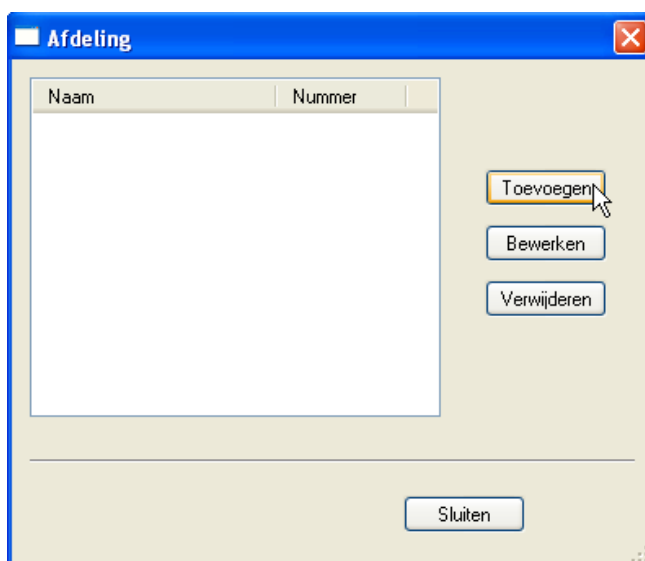 Afdeling
Naam Nummer
Toevoegen
Bewerken
Verwijderen
Sluiten